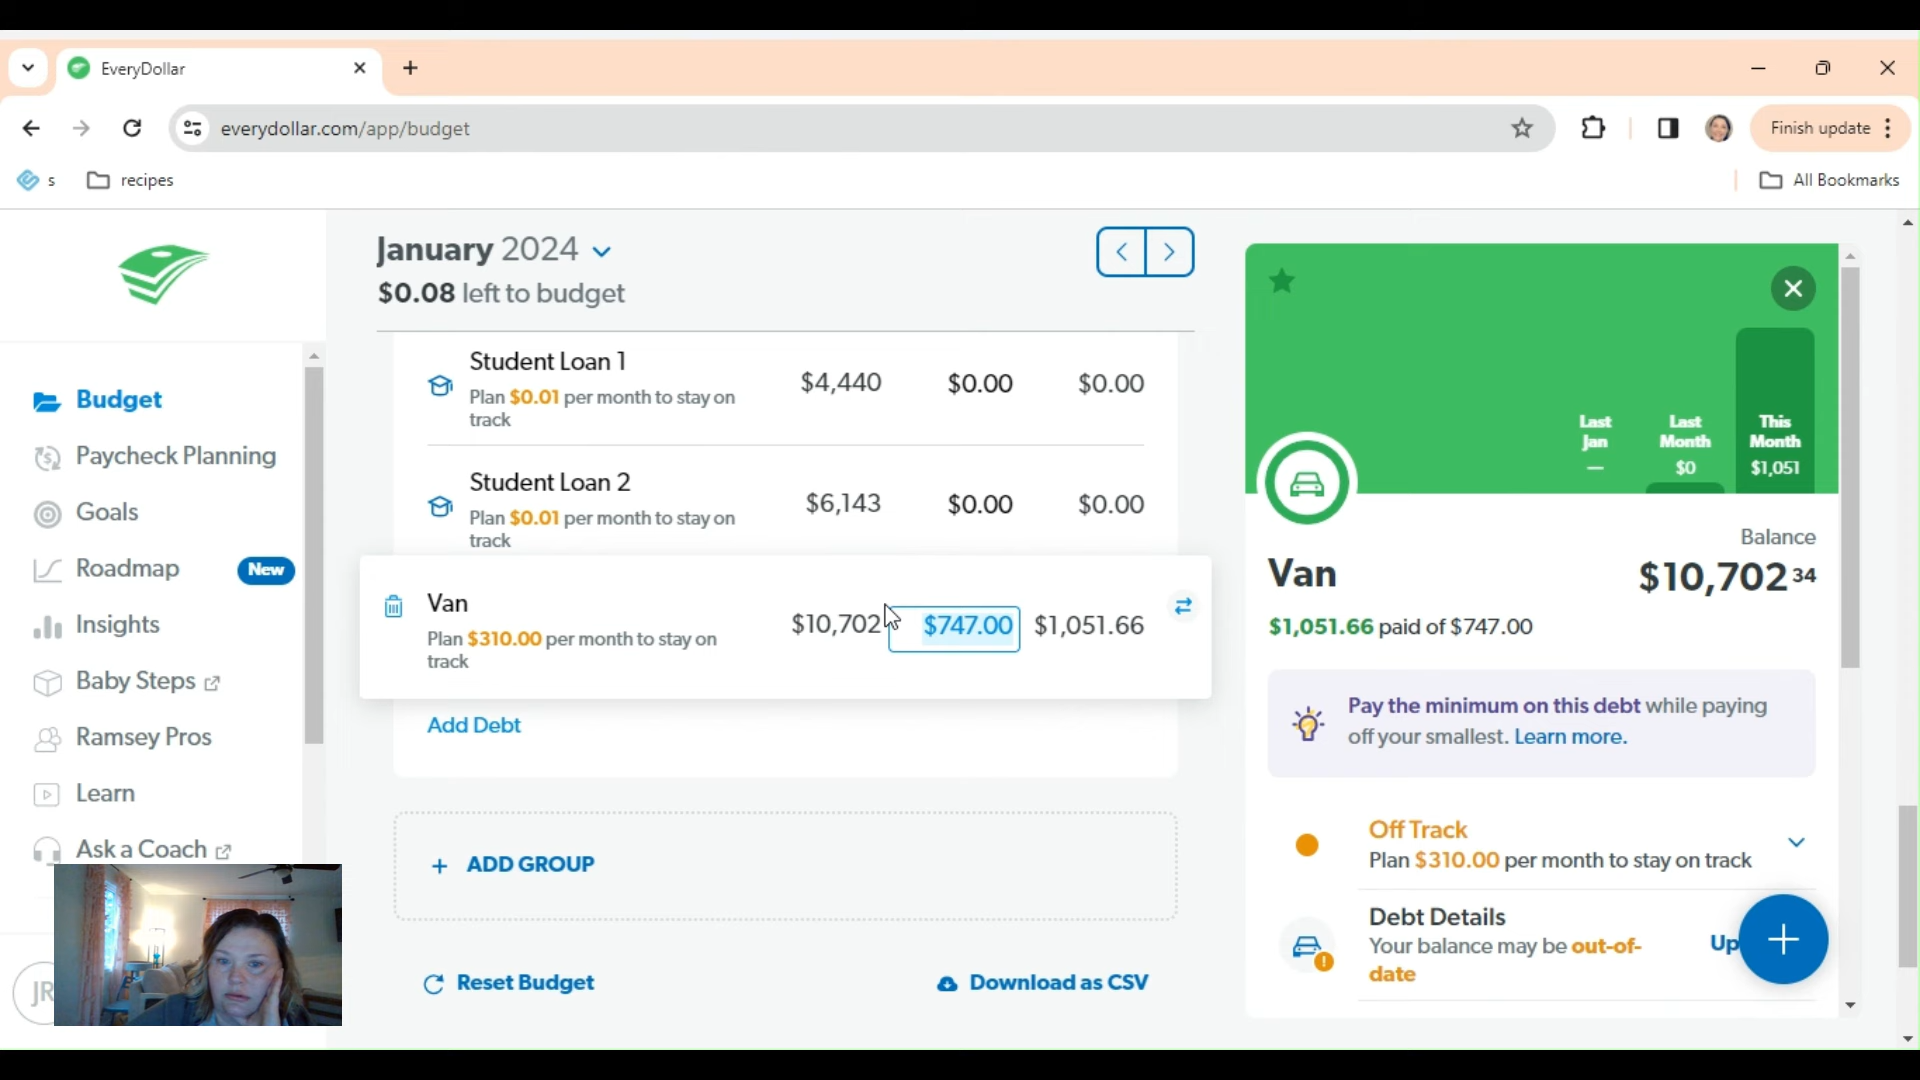 EveryDollar
everydollar.com/app/budget
Finish update
s
recipes
All Bookmarks
Budget
Paycheck Planning
Goals
Roadmap
New
Insights
Baby Steps
Ramsey Pros
Learn
Ask a Coach
JR
January 2024
$0.08 left to budget
Student Loan 1
Plan $0.01 per month to stay on
track
$4,440
$0.00
$0.00
Student Loan 2
Plan $0.01 per month to stay on
track
$6,143
$0.00
$0.00
Van
Plan $310.00 per month to stay on
track
$10,702
$747.00
$1,051.66
Add Debt
+ ADD GROUP
Reset Budget
Download as CSV
Last
Jan
—
Last
Month
$0
This
Month
$1,051
Balance
Van
$10,702 34
$1,051.66 paid of $747.00
Pay the minimum on this debt while paying
off your smallest. Learn more.
Off Track
Plan $310.00 per month to stay on track
Debt Details
Your balance may be out-of-
date
Up